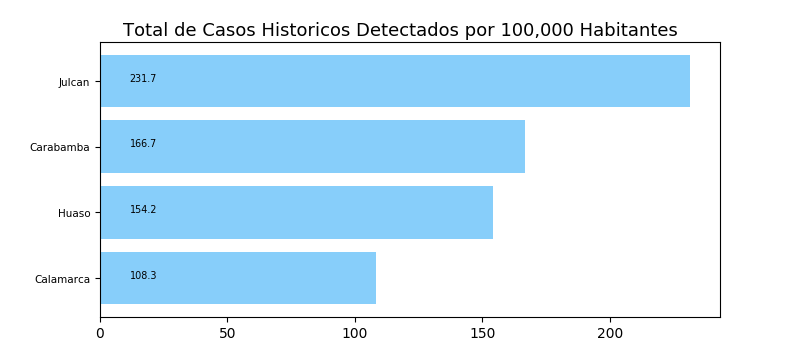 Total de Casos Historicos Detectados por 100,000 Habitantes
Julcan 231.7
Carabamba 166.7
Huaso 154.2
Calamarca 108.3
0 50 100 150 200